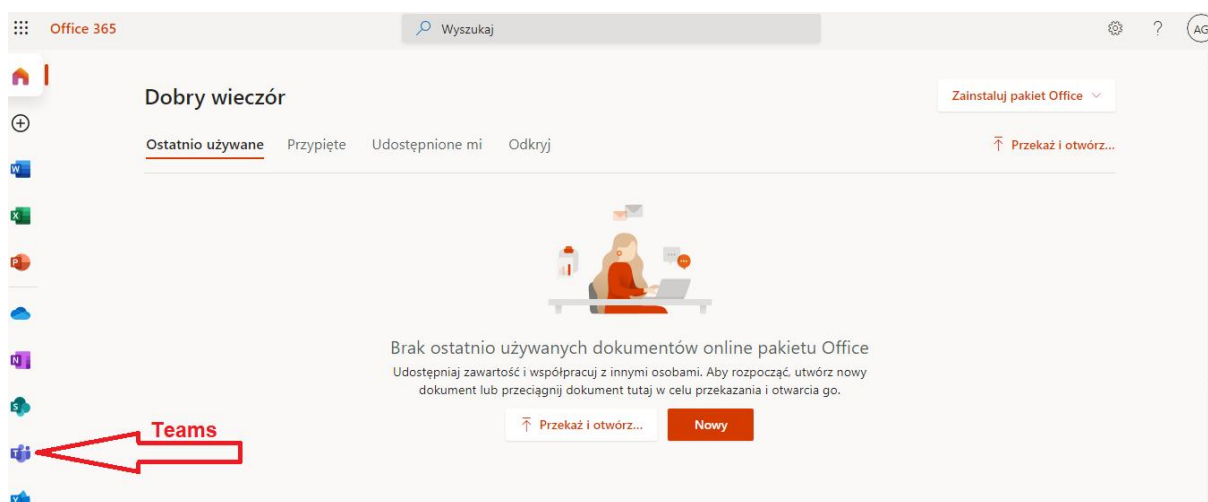 Office 365
Wyszukaj
?
AG
Dobry wieczór
Zainstaluj pakiet Office
Ostatnio używane Przypięte Udostępnione mi Odkryj
Przekaż i otwórz...
Brak ostatnio używanych dokumentów online pakietu Office
Udostępniaj zawartość i współpracuj z innymi osobami. Aby rozpocząć, utwórz nowy
dokument lub przeciągnij dokument tutaj w celu przekazania i otwarcia go.
Przekaż i otwórz... Nowy
Teams